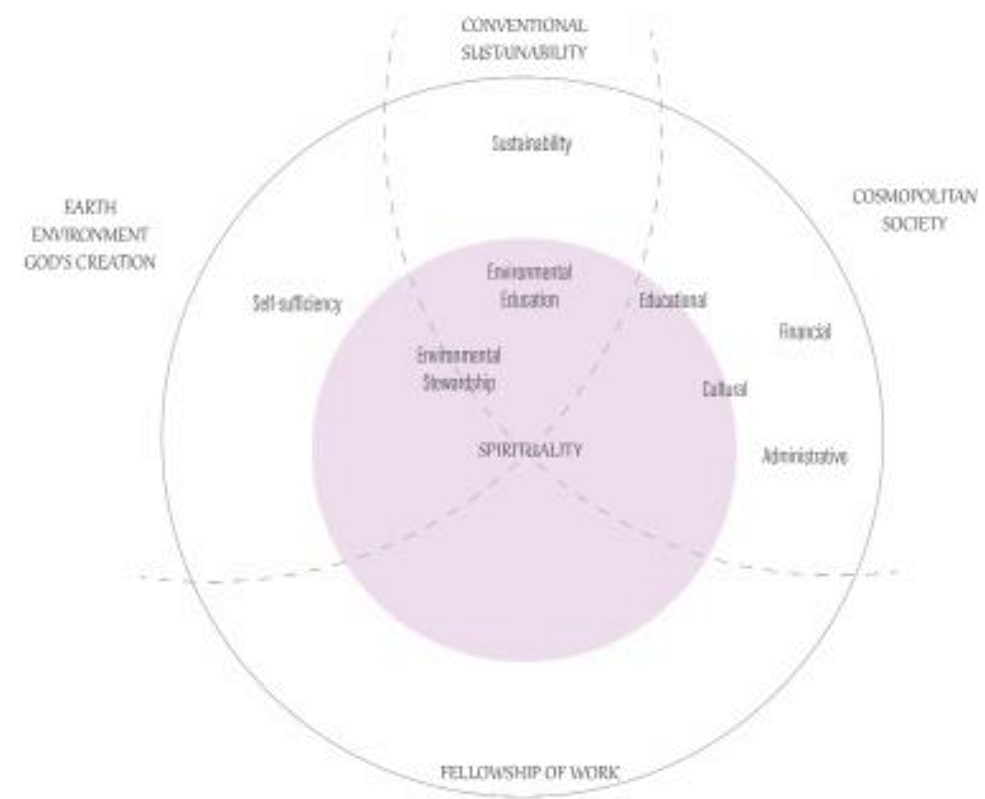 CONVENTIONAL
SUSTAINABILITY
Sustainability
EARTH
ENVIRONMENT
GOD'S CREATION
COSMOPOLITAN
SOCIETY
Environmental
Education
Self-sufficiency
Educational
Financial
Environmental
Stewardship
Cultural
SPIRITUALITY
Administrative
FELLOWSHIP OF WORK